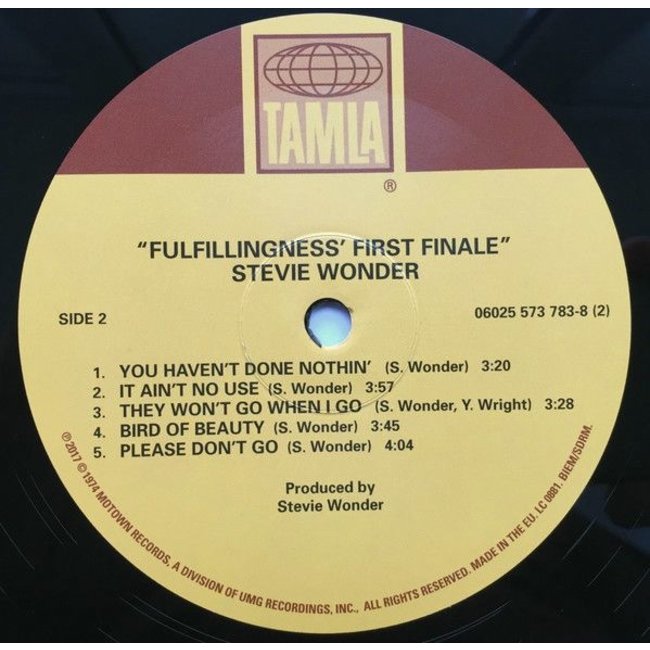 TAMLA
®
"FULFILLINGNESS' FIRST FINALE"
STEVIE WONDER
SIDE 2
06025 573 783-8 (2)
1. YOU HAVEN'T DONE NOTHIN' (S. Wonder) 3:20
2. IT AIN'T NO USE (S. Wonder) 3:57
3. THEY WON'T GO WHEN I GO (S. Wonder, Y. Wright) 3:28
4. BIRD OF BEAUTY (S. Wonder) 3:45
5. PLEASE DON'T GO (S. Wonder) 4:04
Produced by
Stevie Wonder
℗ 2017 © 1974 MOTOWN RECORDS, A DIVISION OF UMG RECORDINGS, INC., ALL RIGHTS RESERVED. MADE IN THE EU. LC 0881. BIEM/SDRM.